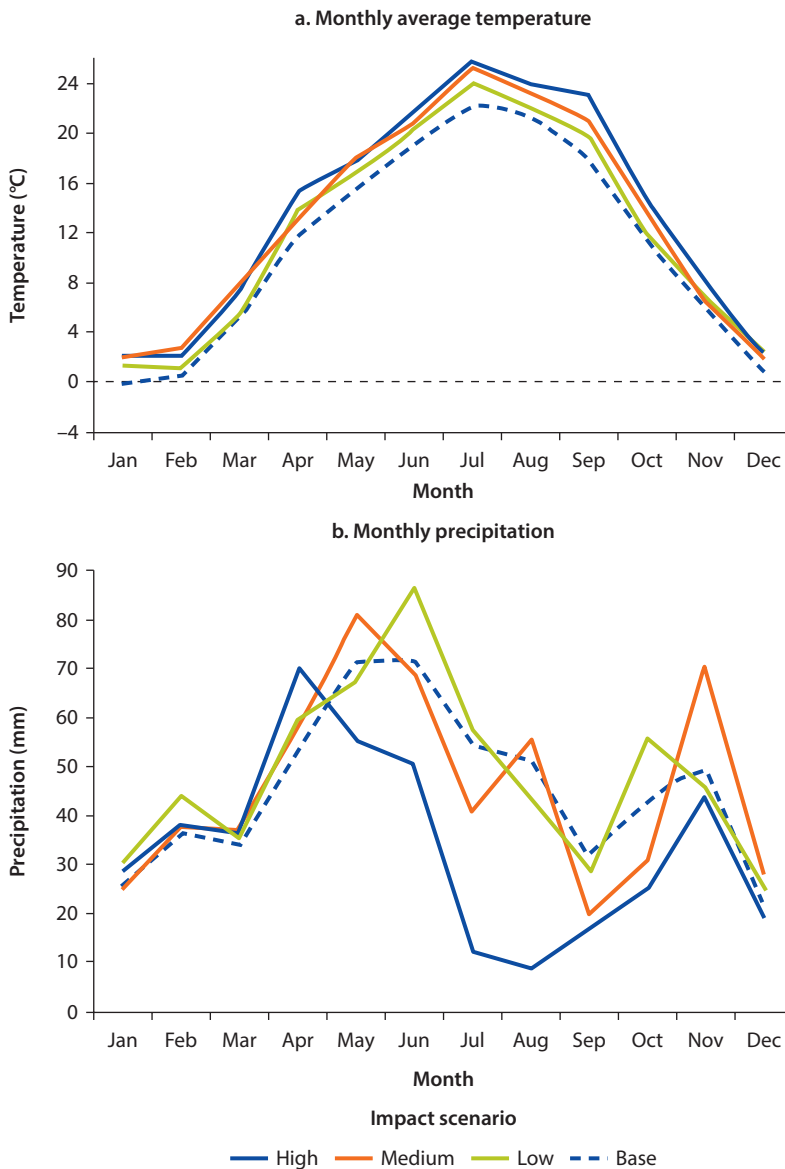 a. Monthly average temperature
24
20
16
12
8
4
0
–4
Temperature (°C)
Jan Feb Mar Apr May Jun Jul Aug Sep Oct Nov Dec
Month
b. Monthly precipitation
90
80
70
60
50
40
30
20
10
0
Precipitation (mm)
Jan Feb Mar Apr May Jun Jul Aug Sep Oct Nov Dec
Month
Impact scenario
High Medium Low Base